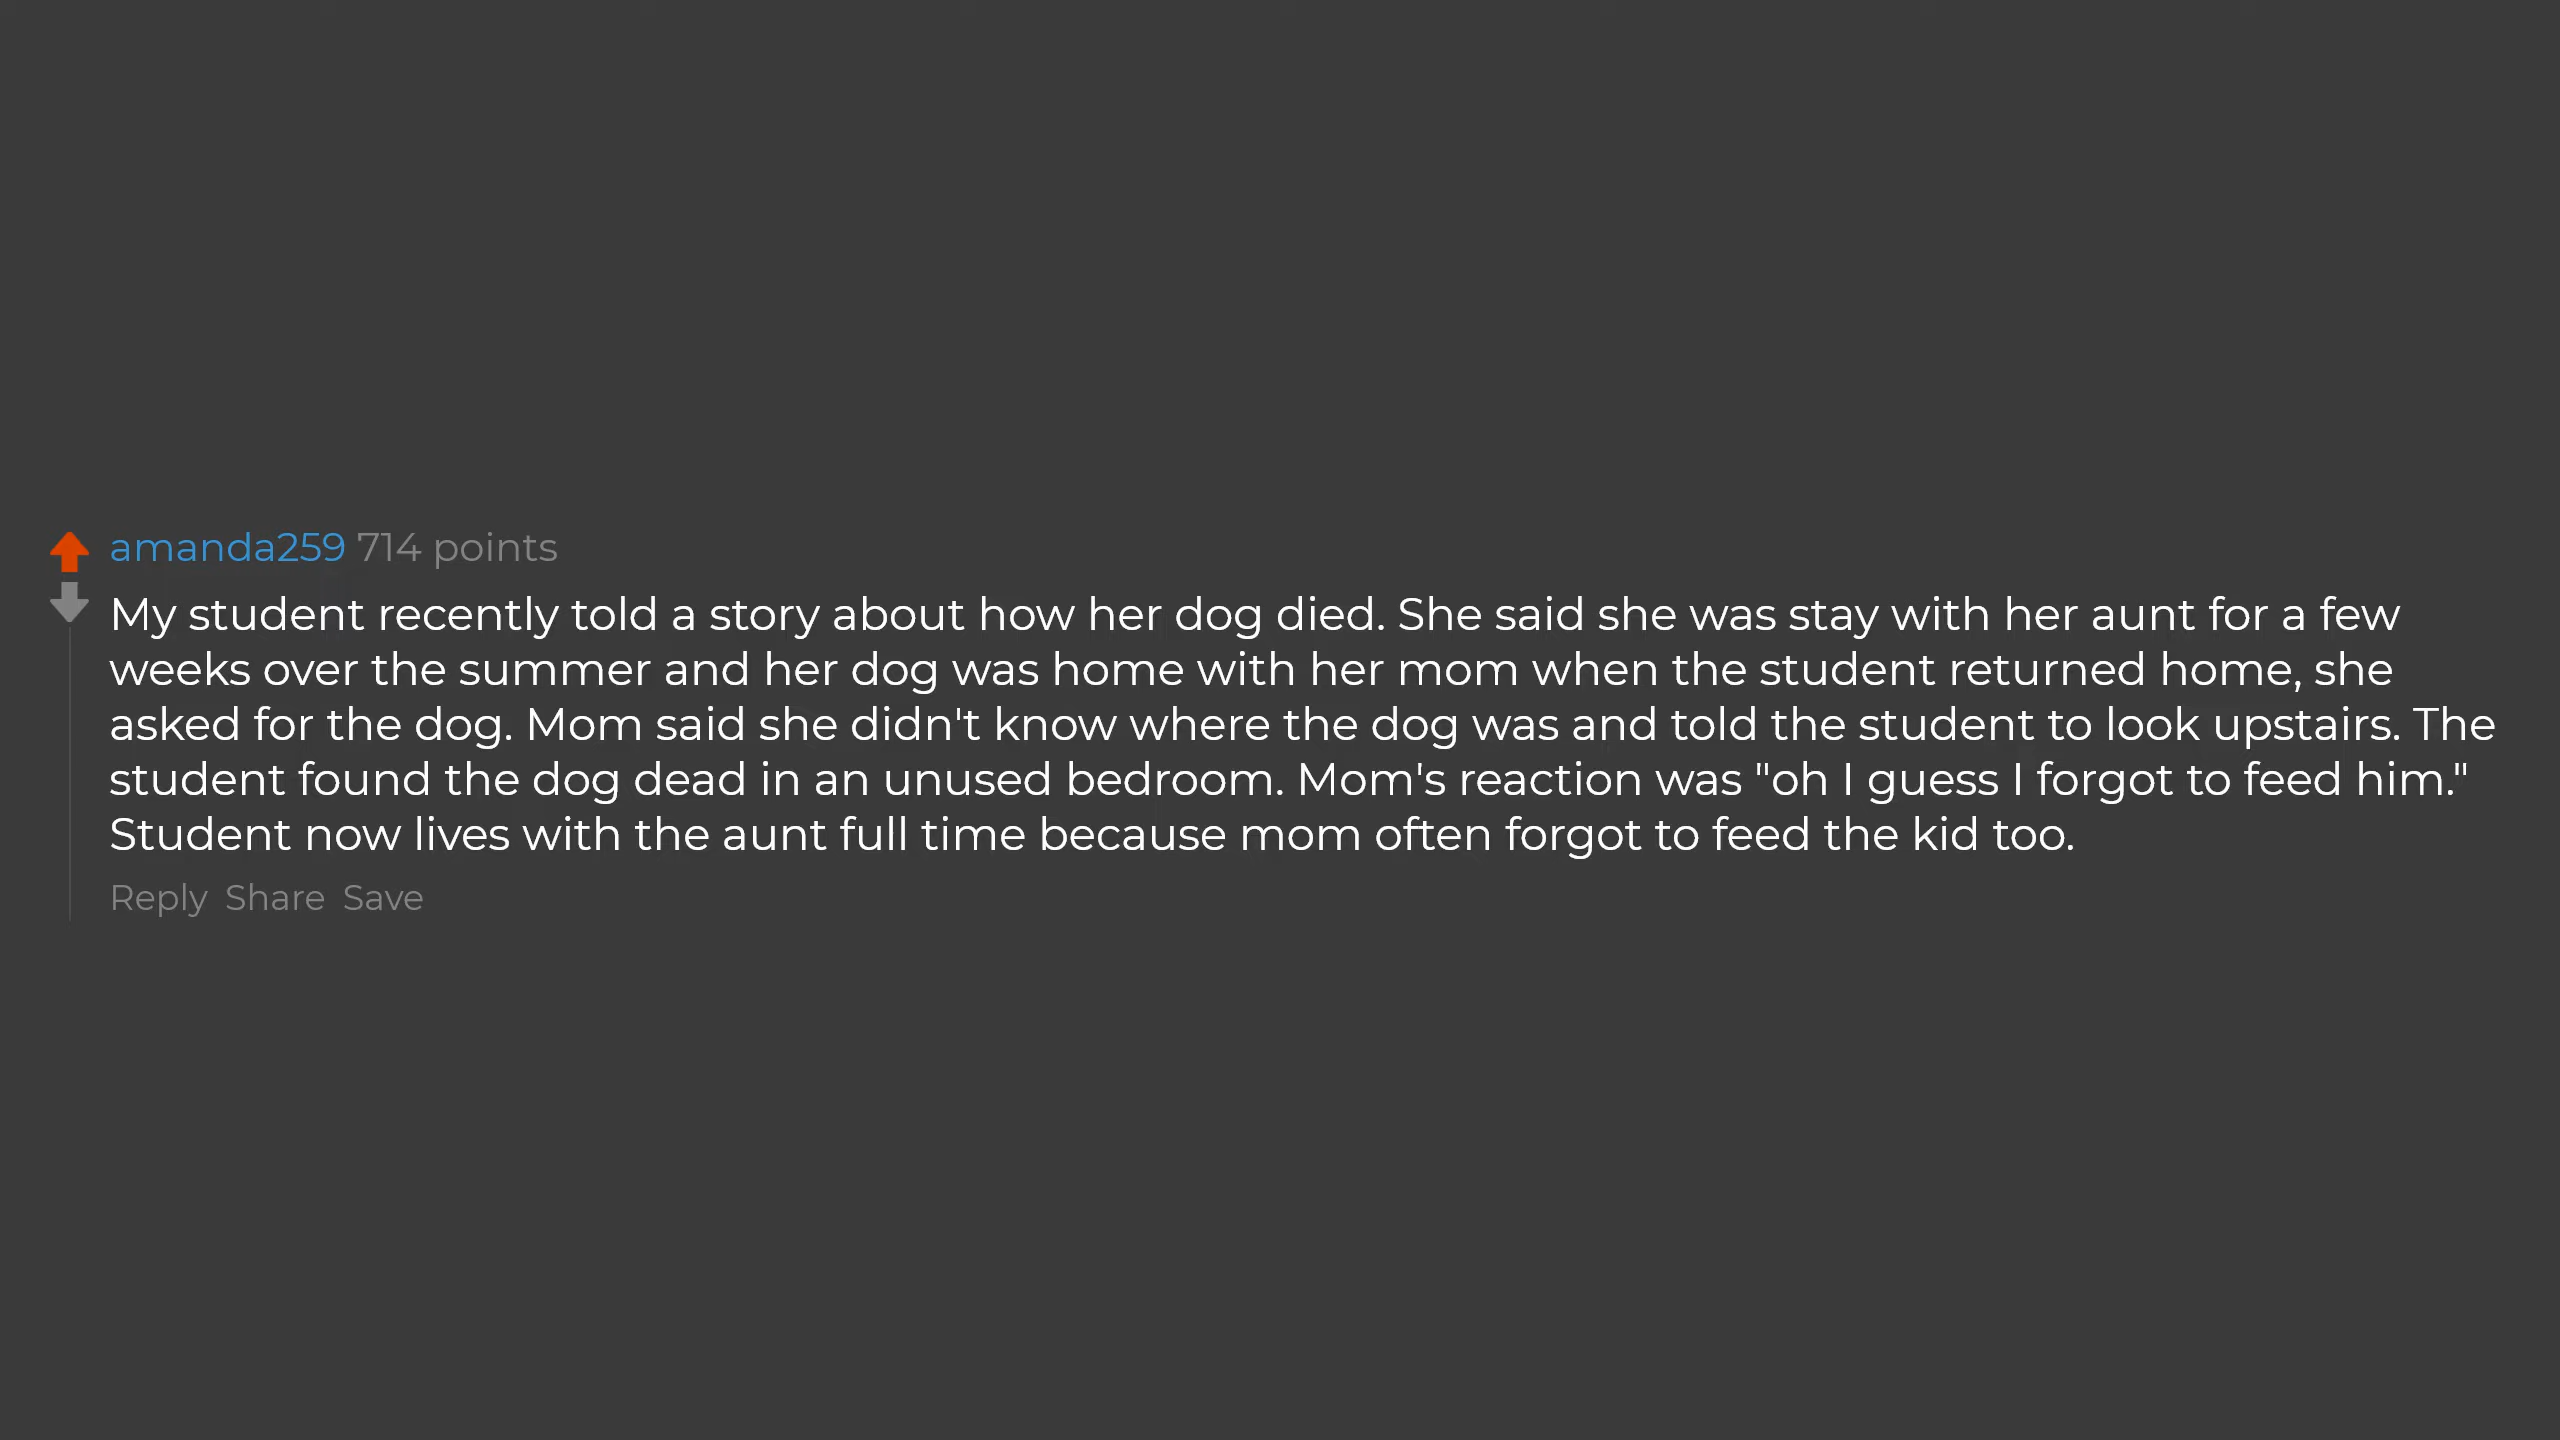 amanda259 714 points
My student recently told a story about how her dog died. She said she was stay with her aunt for a few
weeks over the summer and her dog was home with her mom when the student returned home, she
asked for the dog. Mom said she didn't know where the dog was and told the student to look upstairs. The
student found the dog dead in an unused bedroom. Mom's reaction was "oh I guess I forgot to feed him."
Student now lives with the aunt full time because mom often forgot to feed the kid too.
Reply Share Save